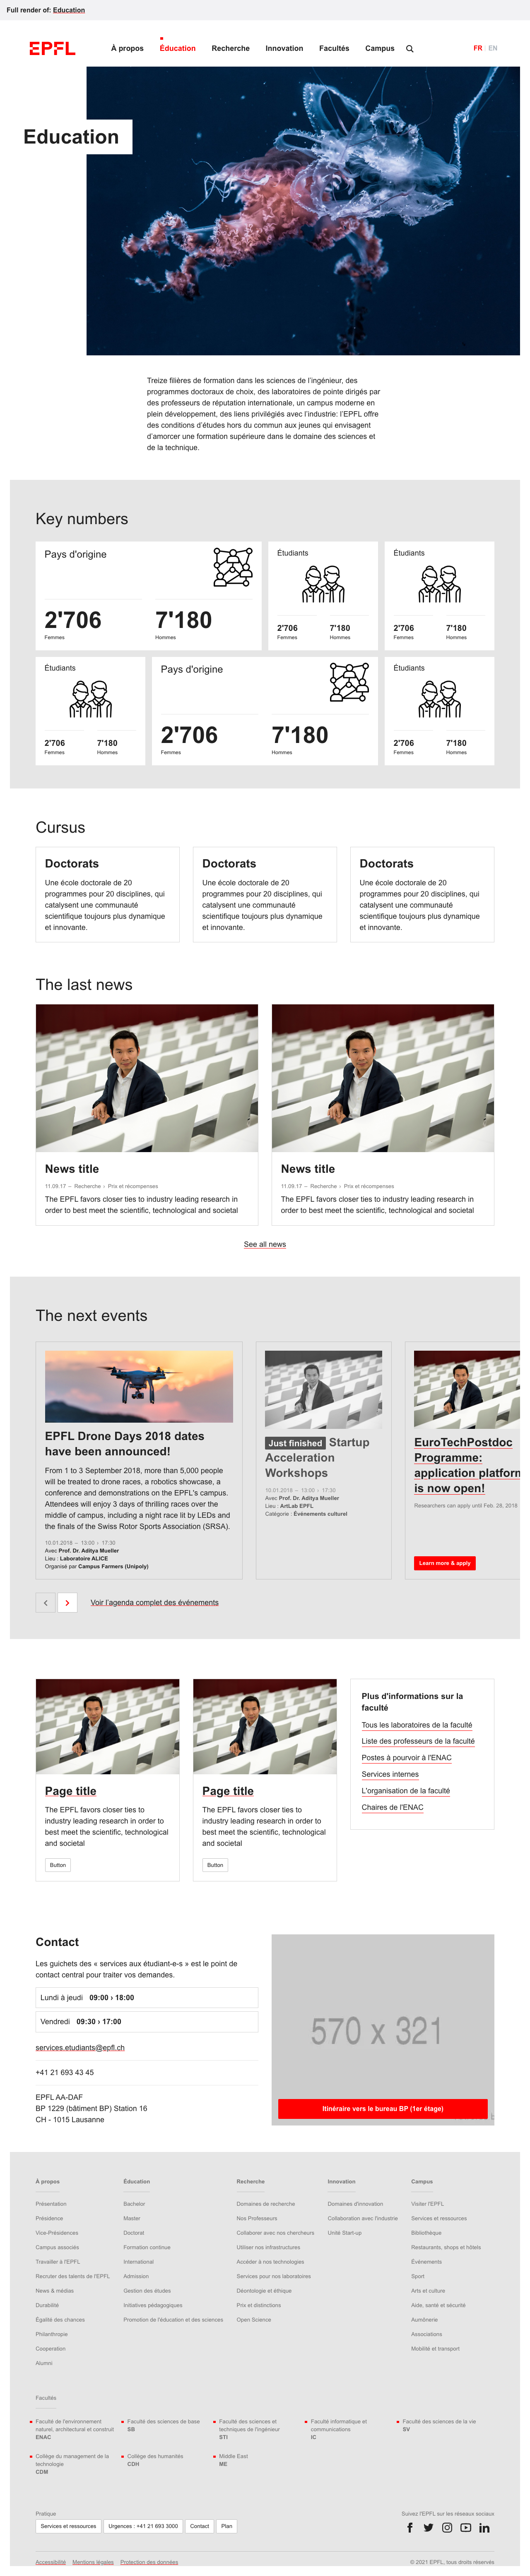 Full render of: Education
EPFL
À propos Éducation Recherche Innovation Facultés Campus
FR EN
Education
Treize filières de formation dans les sciences de l'ingénieur, des
programmes doctoraux de choix, des laboratoires de pointe dirigés par
des professeurs de réputation internationale, un campus moderne en
plein développement, des liens privilégiés avec l'industrie: l'EPFL offre
des conditions d'études hors du commun aux jeunes qui envisagent
d'amorcer une formation supérieure dans le domaine des sciences et
de la technique.
Key numbers
Pays d'origine
2'706 7'180
Femmes Hommes
Étudiants
2'706 7'180
Femmes Hommes
Étudiants
2'706 7'180
Femmes Hommes
Étudiants
2'706 7'180
Femmes Hommes
Pays d'origine
2'706 7'180
Femmes Hommes
Étudiants
2'706 7'180
Femmes Hommes
Cursus
Doctorats
Une école doctorale de 20
programmes pour 20 disciplines, qui
catalysent une communauté
scientifique toujours plus dynamique
et innovante.
Doctorats
Une école doctorale de 20
programmes pour 20 disciplines, qui
catalysent une communauté
scientifique toujours plus dynamique
et innovante.
Doctorats
Une école doctorale de 20
programmes pour 20 disciplines, qui
catalysent une communauté
scientifique toujours plus dynamique
et innovante.
The last news
News title
11.09.17 – Recherche › Prix et récompenses
The EPFL favors closer ties to industry leading research in
order to best meet the scientific, technological and societal
News title
11.09.17 – Recherche › Prix et récompenses
The EPFL favors closer ties to industry leading research in
order to best meet the scientific, technological and societal
See all news
The next events
EPFL Drone Days 2018 dates
have been announced!
From 1 to 3 September 2018, more than 5,000 people
will be treated to drone races, a robotics showcase, a
conference and demonstrations on the EPFL's campus.
Attendees will enjoy 3 days of thrilling races over the
middle of campus, including a night race lit by LEDs and
the finals of the Swiss Rotor Sports Association (SRSA).
10.01.2018 – 13:00 › 17:30
Avec Prof. Dr. Aditya Mueller
Lieu : Laboratoire ALICE
Organisé par Campus Farmers (Unipoly)
Just finished Startup
Acceleration
Workshops
10.01.2018 – 13:00 › 17:30
Avec Prof. Dr. Aditya Mueller
Lieu : ArtLab EPFL
Catégorie : Événements culturel
EuroTechPostdoc
Programme:
application platform
is now open!
Researchers can apply until Feb. 28, 2018
Learn more & apply
Voir l'agenda complet des événements
Page title
The EPFL favors closer ties to
industry leading research in order to
best meet the scientific, technological
and societal
Button
Page title
The EPFL favors closer ties to
industry leading research in order to
best meet the scientific, technological
and societal
Button
Plus d'informations sur la
faculté
Tous les laboratoires de la faculté
Liste des professeurs de la faculté
Postes à pourvoir à l'ENAC
Services internes
L'organisation de la faculté
Chaires de l'ENAC
Contact
Les guichets des « services aux étudiant-e-s » est le point de
contact central pour traiter vos demandes.
Lundi à jeudi 09:00 › 18:00
Vendredi 09:30 › 17:00
services.etudiants@epfl.ch
+41 21 693 43 45
EPFL AA-DAF
BP 1229 (bâtiment BP) Station 16
CH - 1015 Lausanne
570 x 321
Itinéraire vers le bureau BP (1er étage)
À propos
Présentation
Présidence
Vice-Présidences
Campus associés
Travailler à l'EPFL
Recruter des talents de l'EPFL
News & médias
Durabilité
Égalité des chances
Philanthropie
Cooperation
Alumni
Éducation
Bachelor
Master
Doctorat
Formation continue
International
Admission
Gestion des études
Initiatives pédagogiques
Promotion de l'éducation et des sciences
Recherche
Domaines de recherche
Nos Professeurs
Collaborer avec nos chercheurs
Utiliser nos infrastructures
Accéder à nos technologies
Services pour nos laboratoires
Déontologie et éthique
Prix et distinctions
Open Science
Innovation
Domaines d'innovation
Collaboration avec l'industrie
Unité Start-up
Campus
Visiter l'EPFL
Services et ressources
Bibliothèque
Restaurants, shops et hôtels
Événements
Sport
Arts et culture
Aide, santé et sécurité
Aumônerie
Associations
Mobilité et transport
Facultés
Faculté de l'environnement
naturel, architectural et construit
ENAC
Faculté des sciences de base
SB
Faculté des sciences et
techniques de l'ingénieur
STI
Faculté informatique et
communications
IC
Faculté des sciences de la vie
SV
Collège du management de la
technologie
CDM
Collège des humanités
CDH
Middle East
ME
Pratique
Services et ressources Urgences : +41 21 693 3000 Contact Plan
Suivez l'EPFL sur les réseaux sociaux
Accessibilité Mentions légales Protection des données
© 2021 EPFL, tous droits réservés